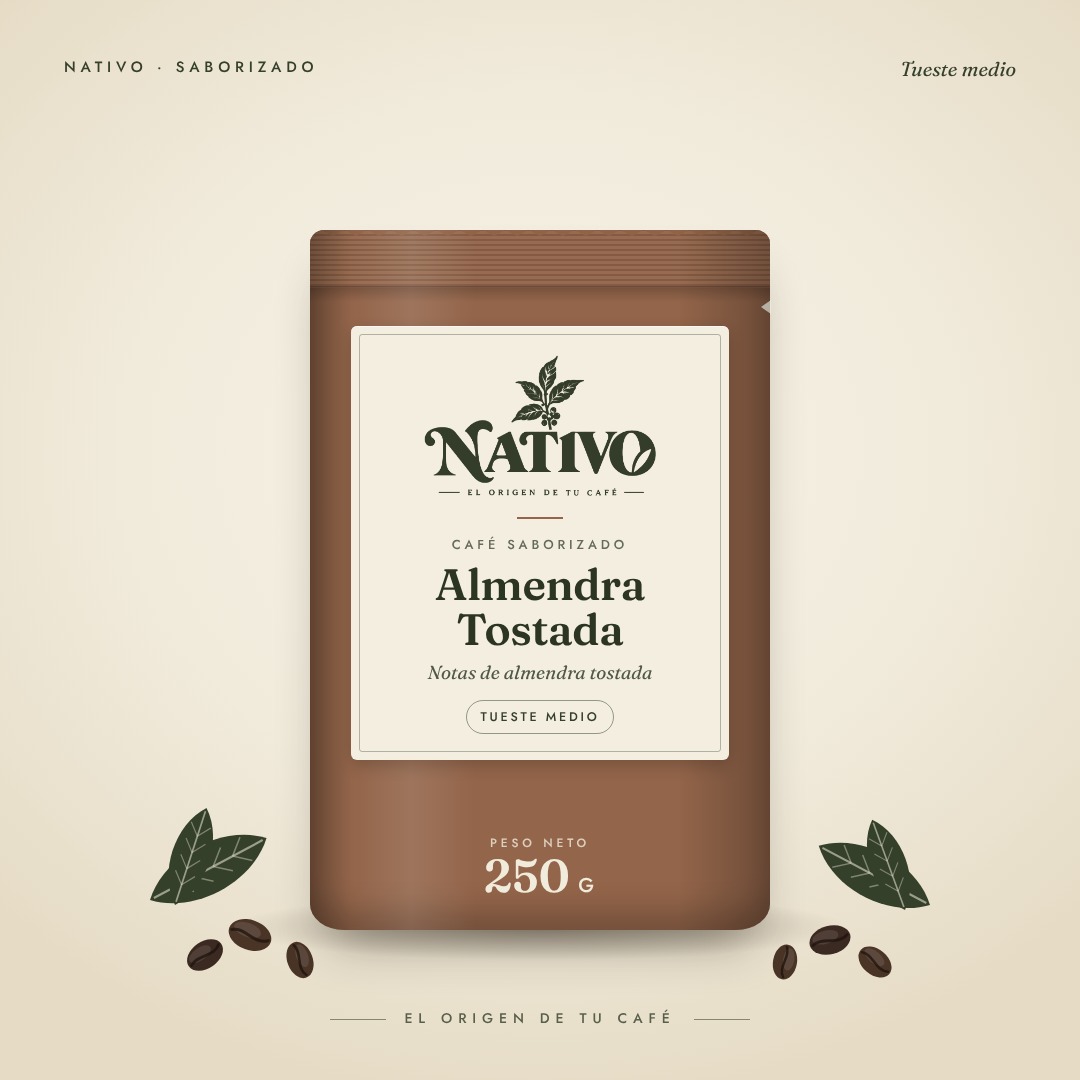 NATIVO · SABORIZADO
Tueste medio
NATIVO
EL ORIGEN DE TU CAFÉ
CAFÉ SABORIZADO
Almendra
Tostada
Notas de almendra tostada
TUESTE MEDIO
PESO NETO
250 G
EL ORIGEN DE TU CAFÉ